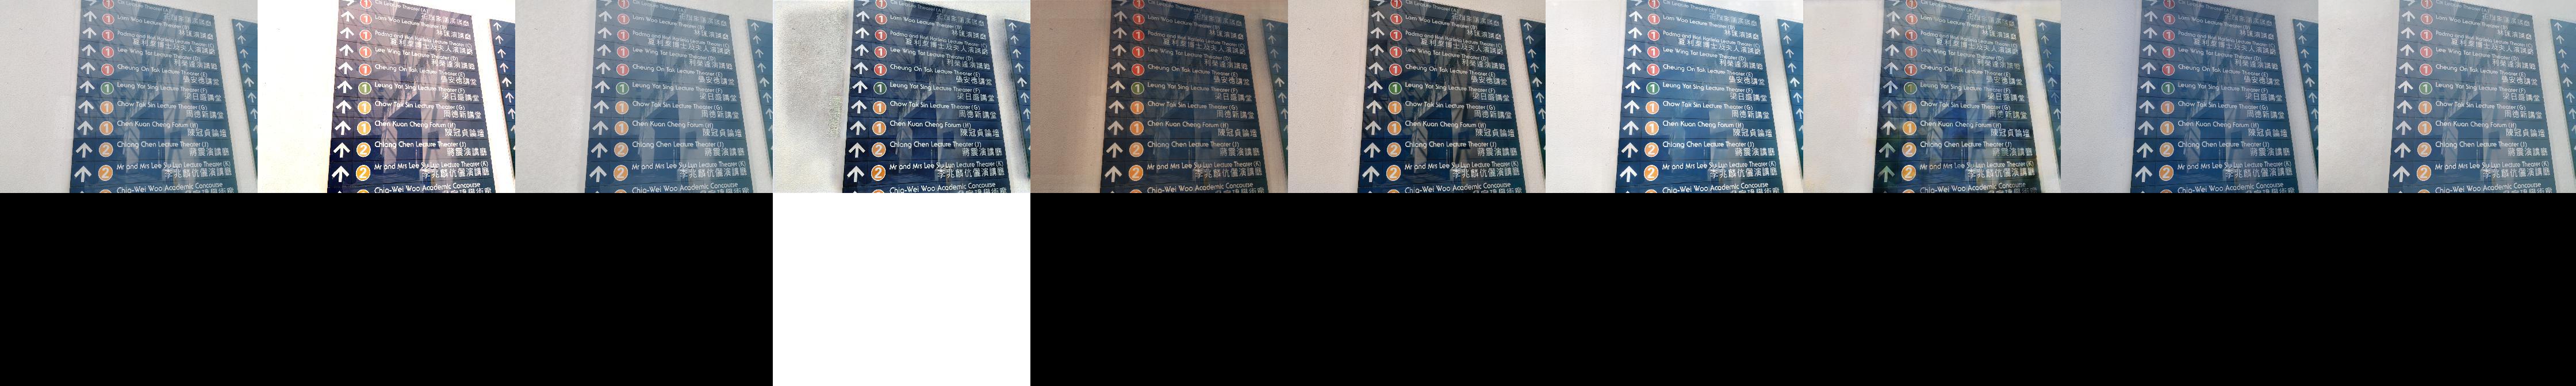 1 Lam Woo Lecture Theater (B)
林護演講廳
1 Padma and Hari Harilela Lecture Theater (C)
夏利萊博士及夫人演講廳
1 Lee Wing Tat Lecture Theater (D)
利榮達演講廳
1 Cheung On Tak Lecture Theater (E)
張安德講堂
1 Leung Yat Sing Lecture Theater (F)
梁日盛講堂
1 Chow Tak Sin Lecture Theater (G)
周德新講堂
1 Chen Kuan Cheng Forum (H)
陳冠貞論壇
2 Chiang Chen Lecture Theater (J)
蔣震演講廳
2 Mr and Mrs Lee Siu Lun Lecture Theater (K)
李兆麟伉儷演講廳
2 Chia-Wei Woo Academic Concourse